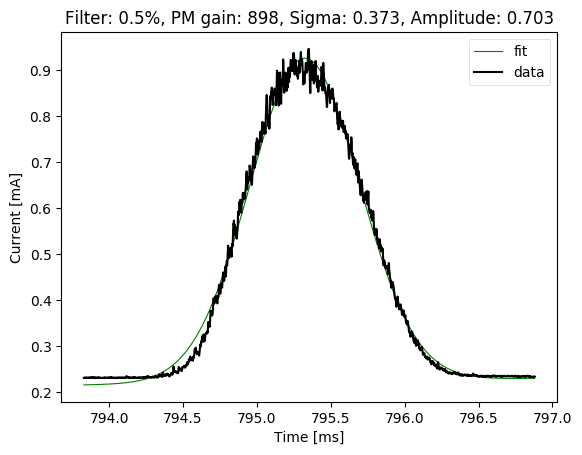 Filter: 0.5%, PM gain: 898, Sigma: 0.373, Amplitude: 0.703
fit
data
0.9
0.8
0.7
0.6
0.5
0.4
0.3
0.2
Current [mA]
794.0 794.5 795.0 795.5 796.0 796.5 797.0
Time [ms]